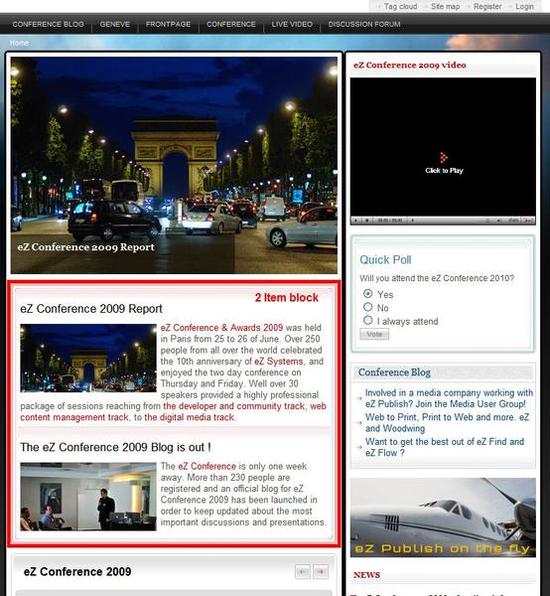 Tag cloud Site map Register Login
CONFERENCE BLOG GENEVE FRONTPAGE CONFERENCE LIVE VIDEO DISCUSSION FORUM
Home
eZ Conference 2009 Report
2 Item block
eZ Conference 2009 Report
eZ Conference & Awards 2009 was held
in Paris from 25 to 26 of June. Over 250
people from all over the world celebrated
the 10th anniversary of eZ Systems, and
enjoyed the two day conference on
Thursday and Friday. Well over 30
speakers provided a highly professional
package of sessions reaching from the developer and community track, web
content management track, to the digital media track.
The eZ Conference 2009 Blog is out !
The eZ Conference is only one week
away. More than 230 people are
registered and an official blog for eZ
Conference 2009 has been launched in
order to keep updated about the most
important discussions and presentations.
eZ Conference 2009
eZ Conference 2009 video
Click to Play
Quick Poll
Will you attend the eZ Conference 2010?
Yes
No
I always attend
Vote
Conference Blog
Involved in a media company working with
eZ Publish? Join the Media User Group!
Web to Print, Print to Web and more. eZ
and Woodwing
Want to get the best out of eZ Find and
eZ Flow ?
eZ Publish on the fly
NEWS